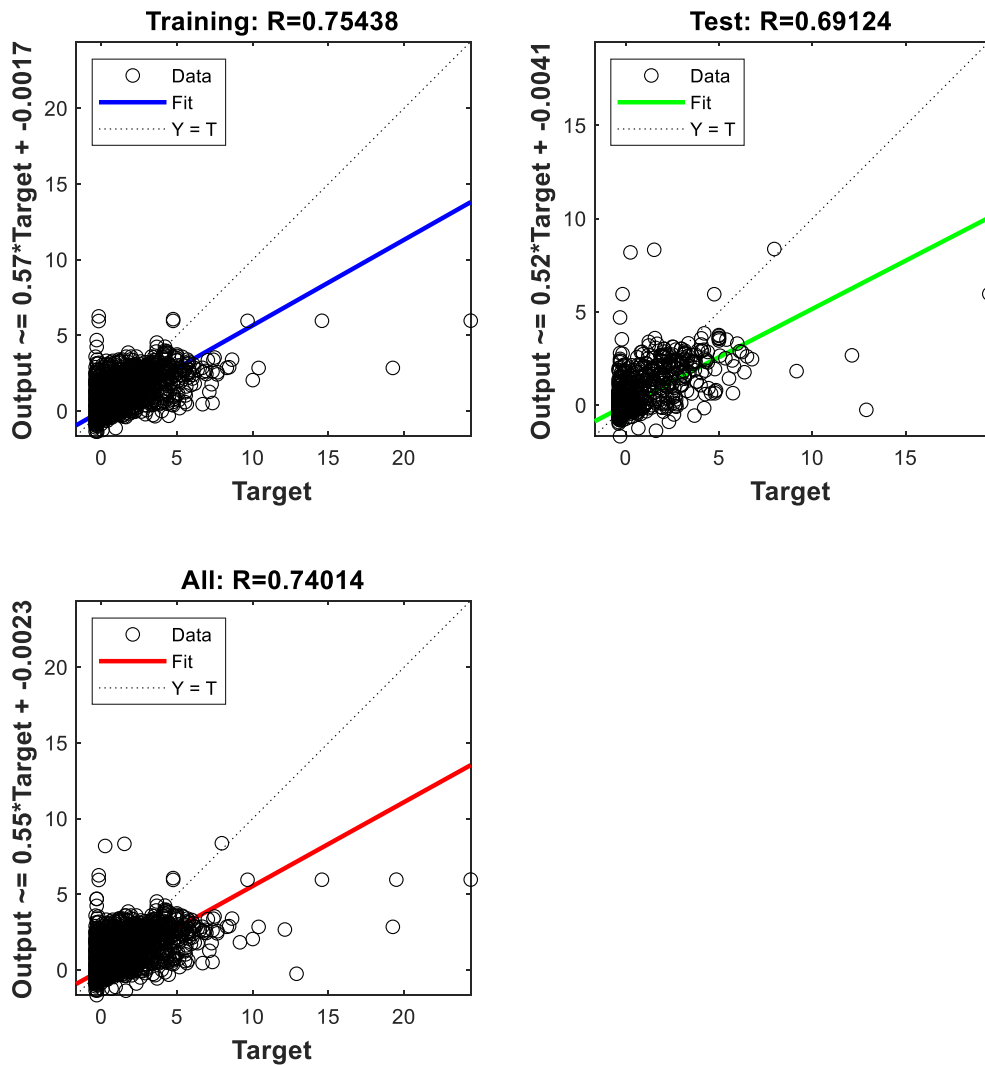 Training: R=0.75438
Output ~= 0.57*Target + -0.0017
Data
Fit
Y = T
20
15
10
5
0
0 5 10 15 20
Target
Test: R=0.69124
Output ~= 0.52*Target + -0.0041
Data
Fit
Y = T
15
10
5
0
0 5 10 15
Target
All: R=0.74014
Output ~= 0.55*Target + -0.0023
Data
Fit
Y = T
20
15
10
5
0
0 5 10 15 20
Target